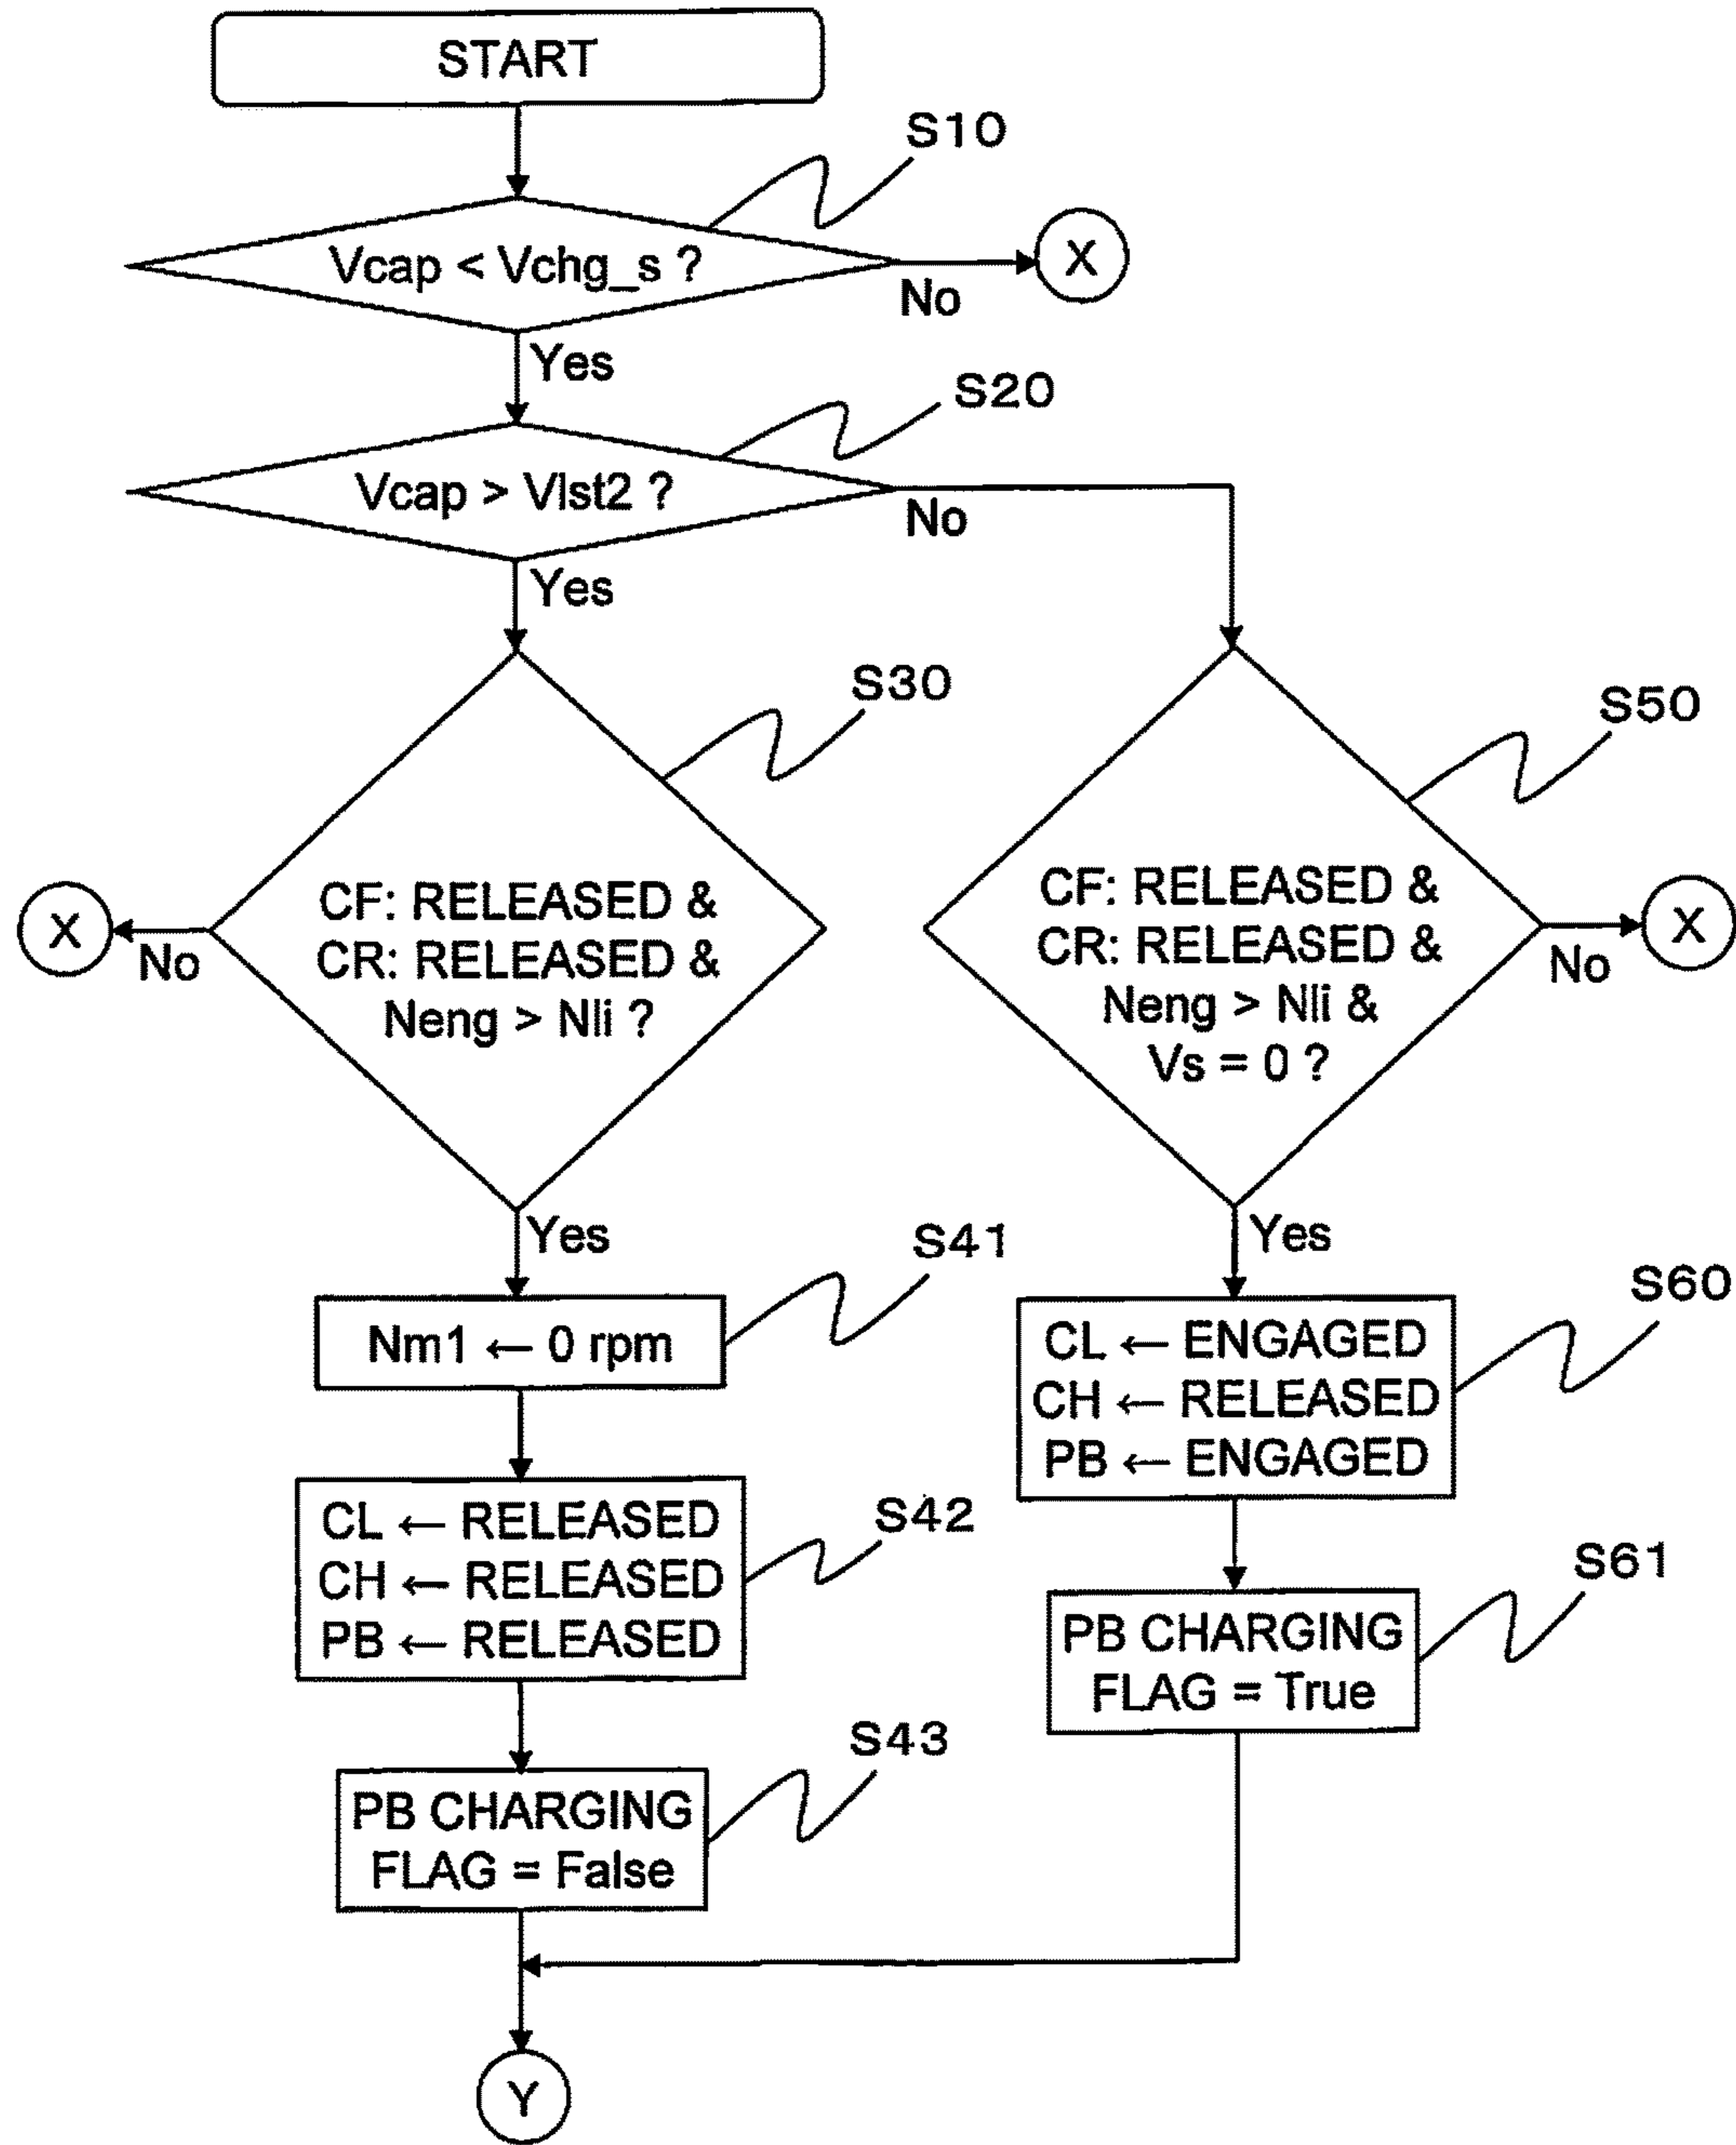 START
S10
Vcap < Vchg_s ?
X
No
Yes
S20
Vcap > Vlst2 ?
No
Yes
S30
CF: RELEASED &
CR: RELEASED &
Neng > Nli ?
X
No
Yes
S50
CF: RELEASED &
CR: RELEASED &
Neng > Nli &
Vs = 0 ?
X
No
Yes
S41
Nm1 ← 0 rpm
S42
CL ← RELEASED
CH ← RELEASED
PB ← RELEASED
S43
PB CHARGING
FLAG = False
S60
CL ← ENGAGED
CH ← RELEASED
PB ← ENGAGED
S61
PB CHARGING
FLAG = True
Y